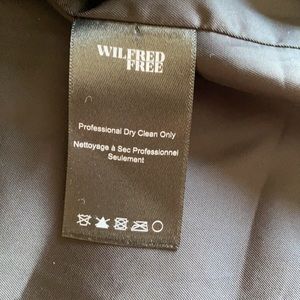 WILFRED
FREE
Professional Dry Clean Only
Nettoyage à Sec Professionnel
Seulement